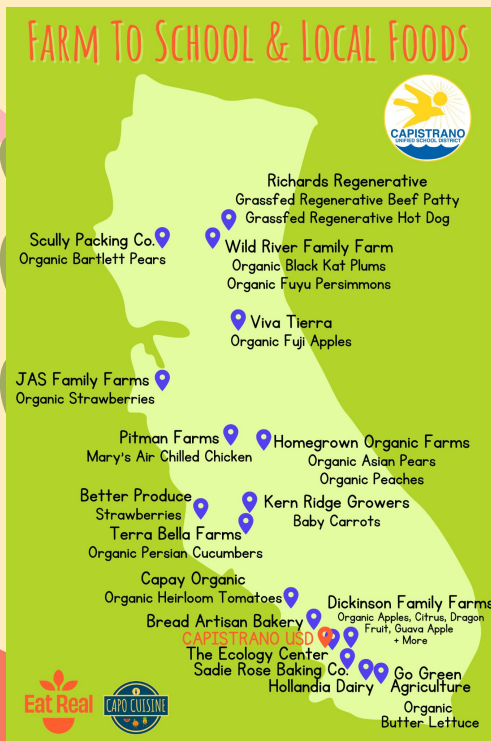 FARM TO SCHOOL & LOCAL FOODS
CAPISTRANO
UNIFIED SCHOOL DISTRICT
Richards Regenerative
Grassfed Regenerative Beef Patty
Grassfed Regenerative Hot Dog
Scully Packing Co.
Organic Bartlett Pears
Wild River Family Farm
Organic Black Kat Plums
Organic Fuyu Persimmons
Viva Tierra
Organic Fuji Apples
JAS Family Farms
Organic Strawberries
Pitman Farms
Mary's Air Chilled Chicken
Homegrown Organic Farms
Organic Asian Pears
Organic Peaches
Better Produce
Strawberries
Kern Ridge Growers
Baby Carrots
Terra Bella Farms
Organic Persian Cucumbers
Capay Organic
Organic Heirloom Tomatoes
Dickinson Family Farms
Organic Apples, Citrus, Dragon
Fruit, Guava Apple
+ More
Bread Artisan Bakery
CAPISTRANO USD
The Ecology Center
Sadie Rose Baking Co.
Hollandia Dairy
Go Green
Agriculture
Organic
Butter Lettuce
Eat Real
CAPO CUISINE